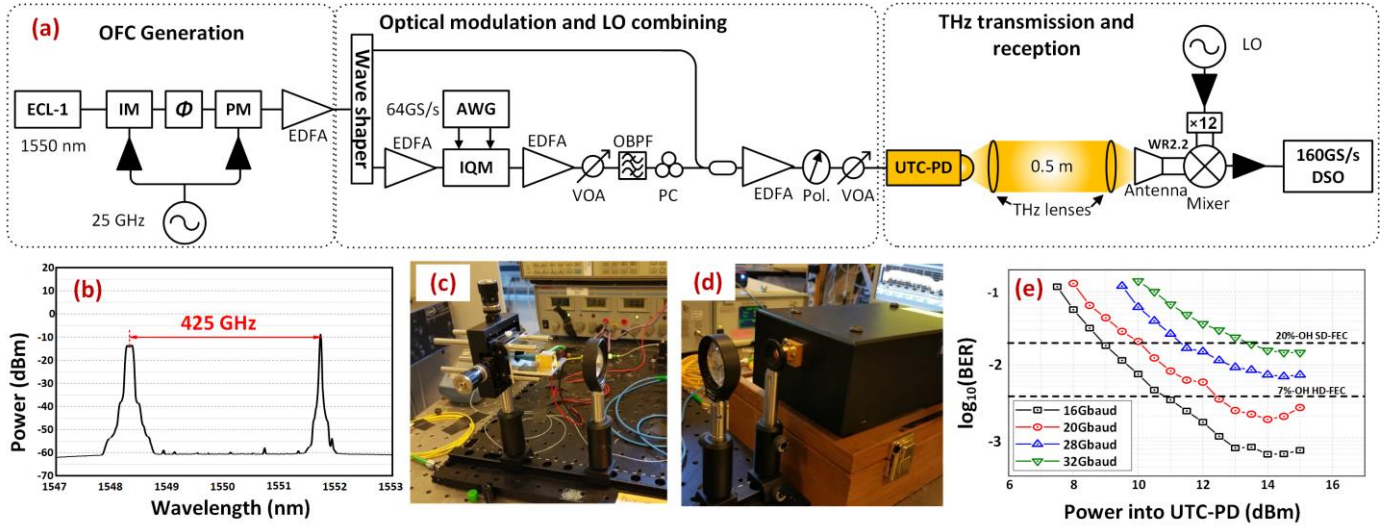 (a)
OFC Generation
Optical modulation and LO combining
THz transmission and
reception
ECL-1
1550 nm
IM
Φ
PM
EDFA
25 GHz
Wave shaper
64GS/s
AWG
EDFA
IQM
EDFA
VOA
OBPF
PC
EDFA
Pol.
VOA
UTC-PD
0.5 m
THz lenses
LO
×12
WR2.2
Antenna
Mixer
160GS/s
DSO
(b)
425 GHz
Power (dBm)
20
10
0
-10
-20
-30
-40
-50
-60
-70
1547
1548
1549
1550
1551
1552
1553
Wavelength (nm)
(c)
(d)
(e)
log10(BER)
-1
-2
-3
20%-OH SD-FEC
7%-OH HD-FEC
16Gbaud
20Gbaud
28Gbaud
32Gbaud
6
8
10
12
14
16
Power into UTC-PD (dBm)